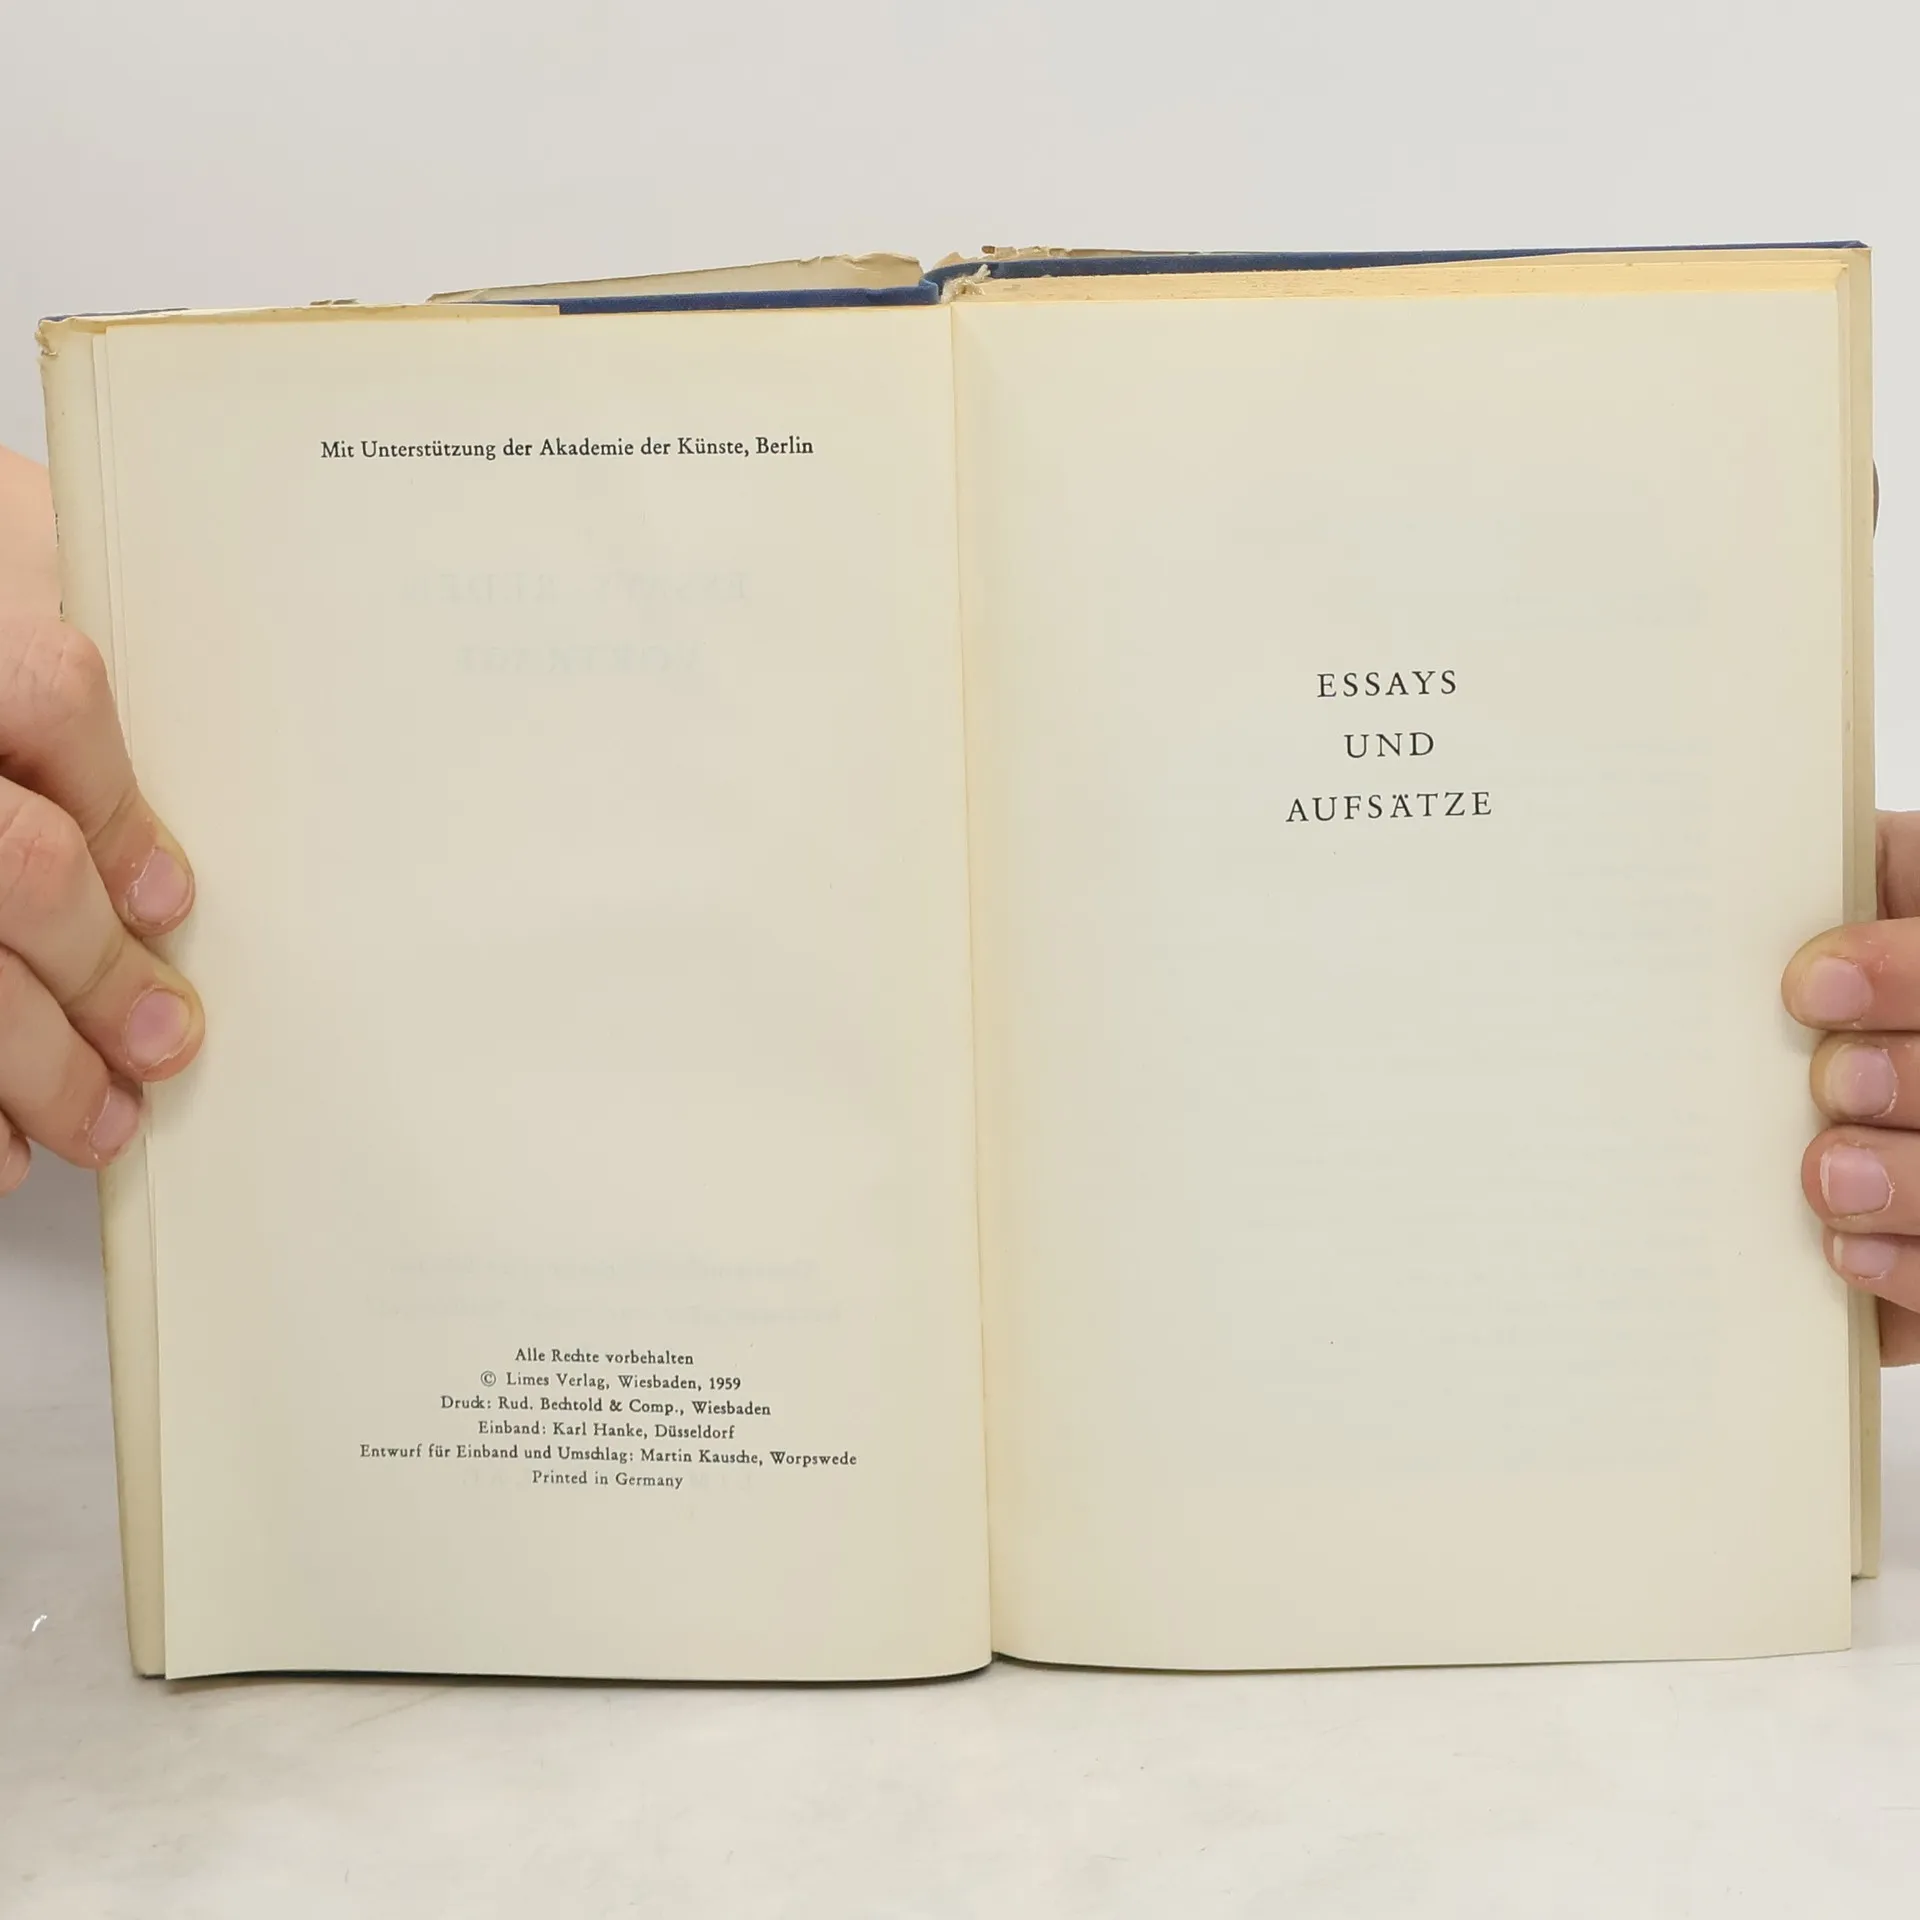 Mit Unterstützung der Akademie der Künste, Berlin
Alle Rechte vorbehalten
© Limes Verlag, Wiesbaden, 1959
Druck: Rud. Bechtold & Comp., Wiesbaden
Einband: Karl Hanke, Düsseldorf
Entwurf für Einband und Umschlag: Martin Kausche, Worpswede
Printed in Germany
ESSAYS
UND
AUFSÄTZE